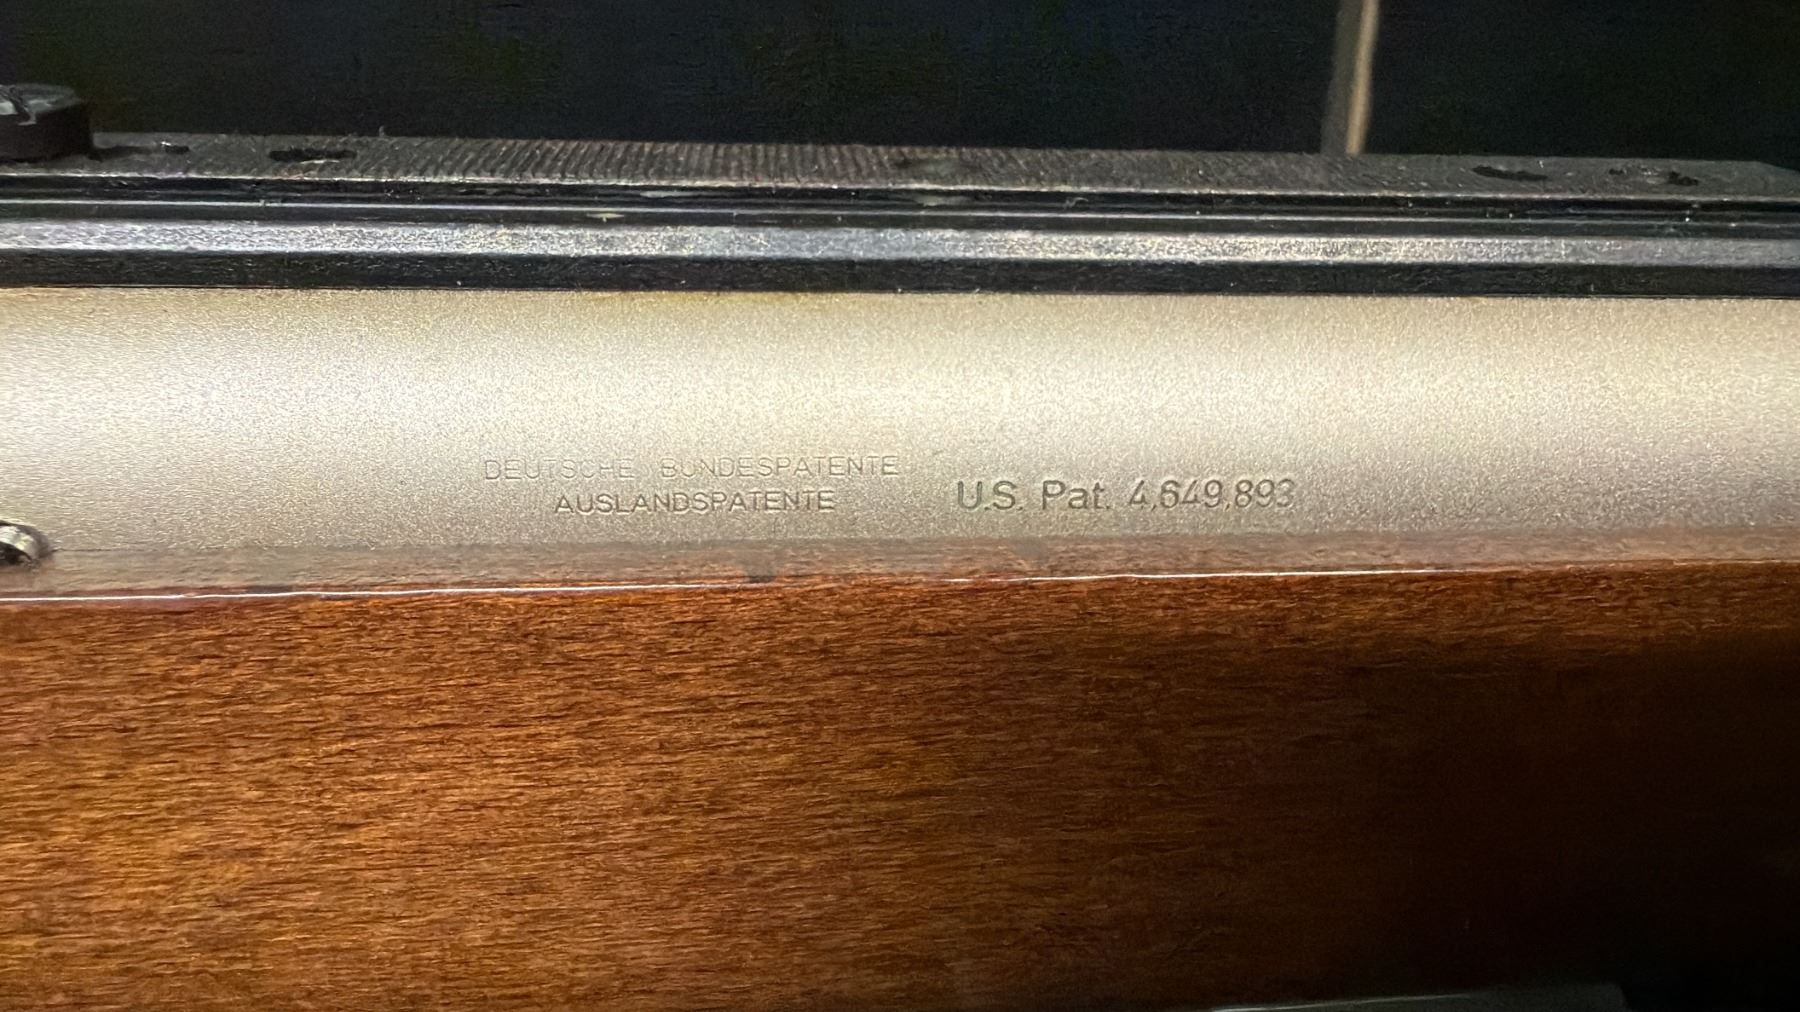 DEUTSCHE BUNDESPATENTE
AUSLANDSPATENTE
U.S. Pat. 4,649,893